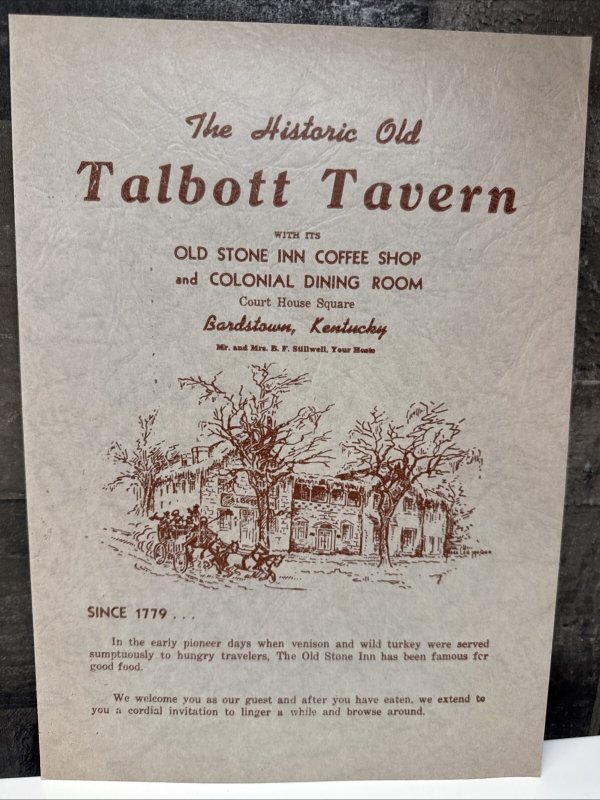 The Historic Old
Talbott Tavern
WITH ITS
OLD STONE INN COFFEE SHOP
and COLONIAL DINING ROOM
Court House Square
Bardstown, Kentucky
Mr. and Mrs. B. F. Stillwell, Your Hosts
SINCE 1779 ...
In the early pioneer days when venison and wild turkey were served
sumptuously to hungry travelers, The Old Stone Inn has been famous for
good food.
We welcome you as our guest and after you have eaten, we extend to
you a cordial invitation to linger a while and browse around.